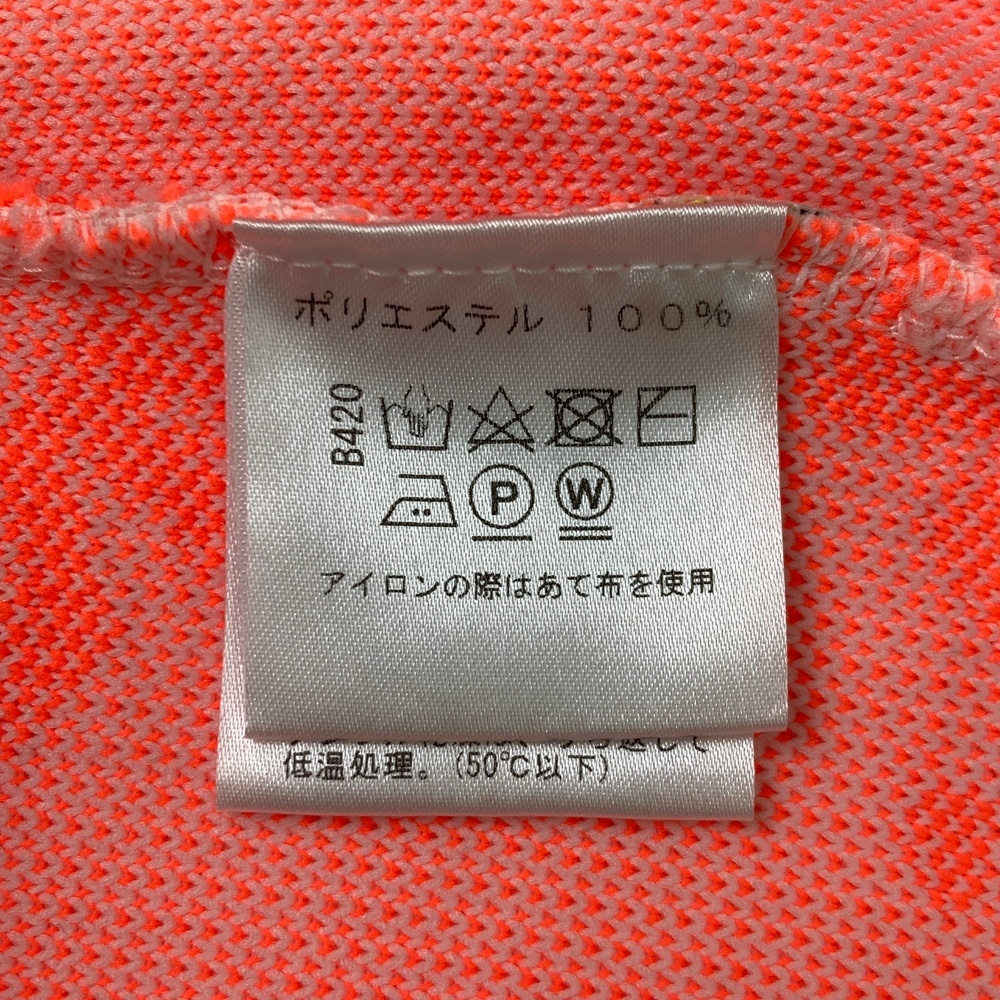 ポリエステル 100%
B420
P W
アイロンの際はあて布を使用
低温処理。(50℃以下)